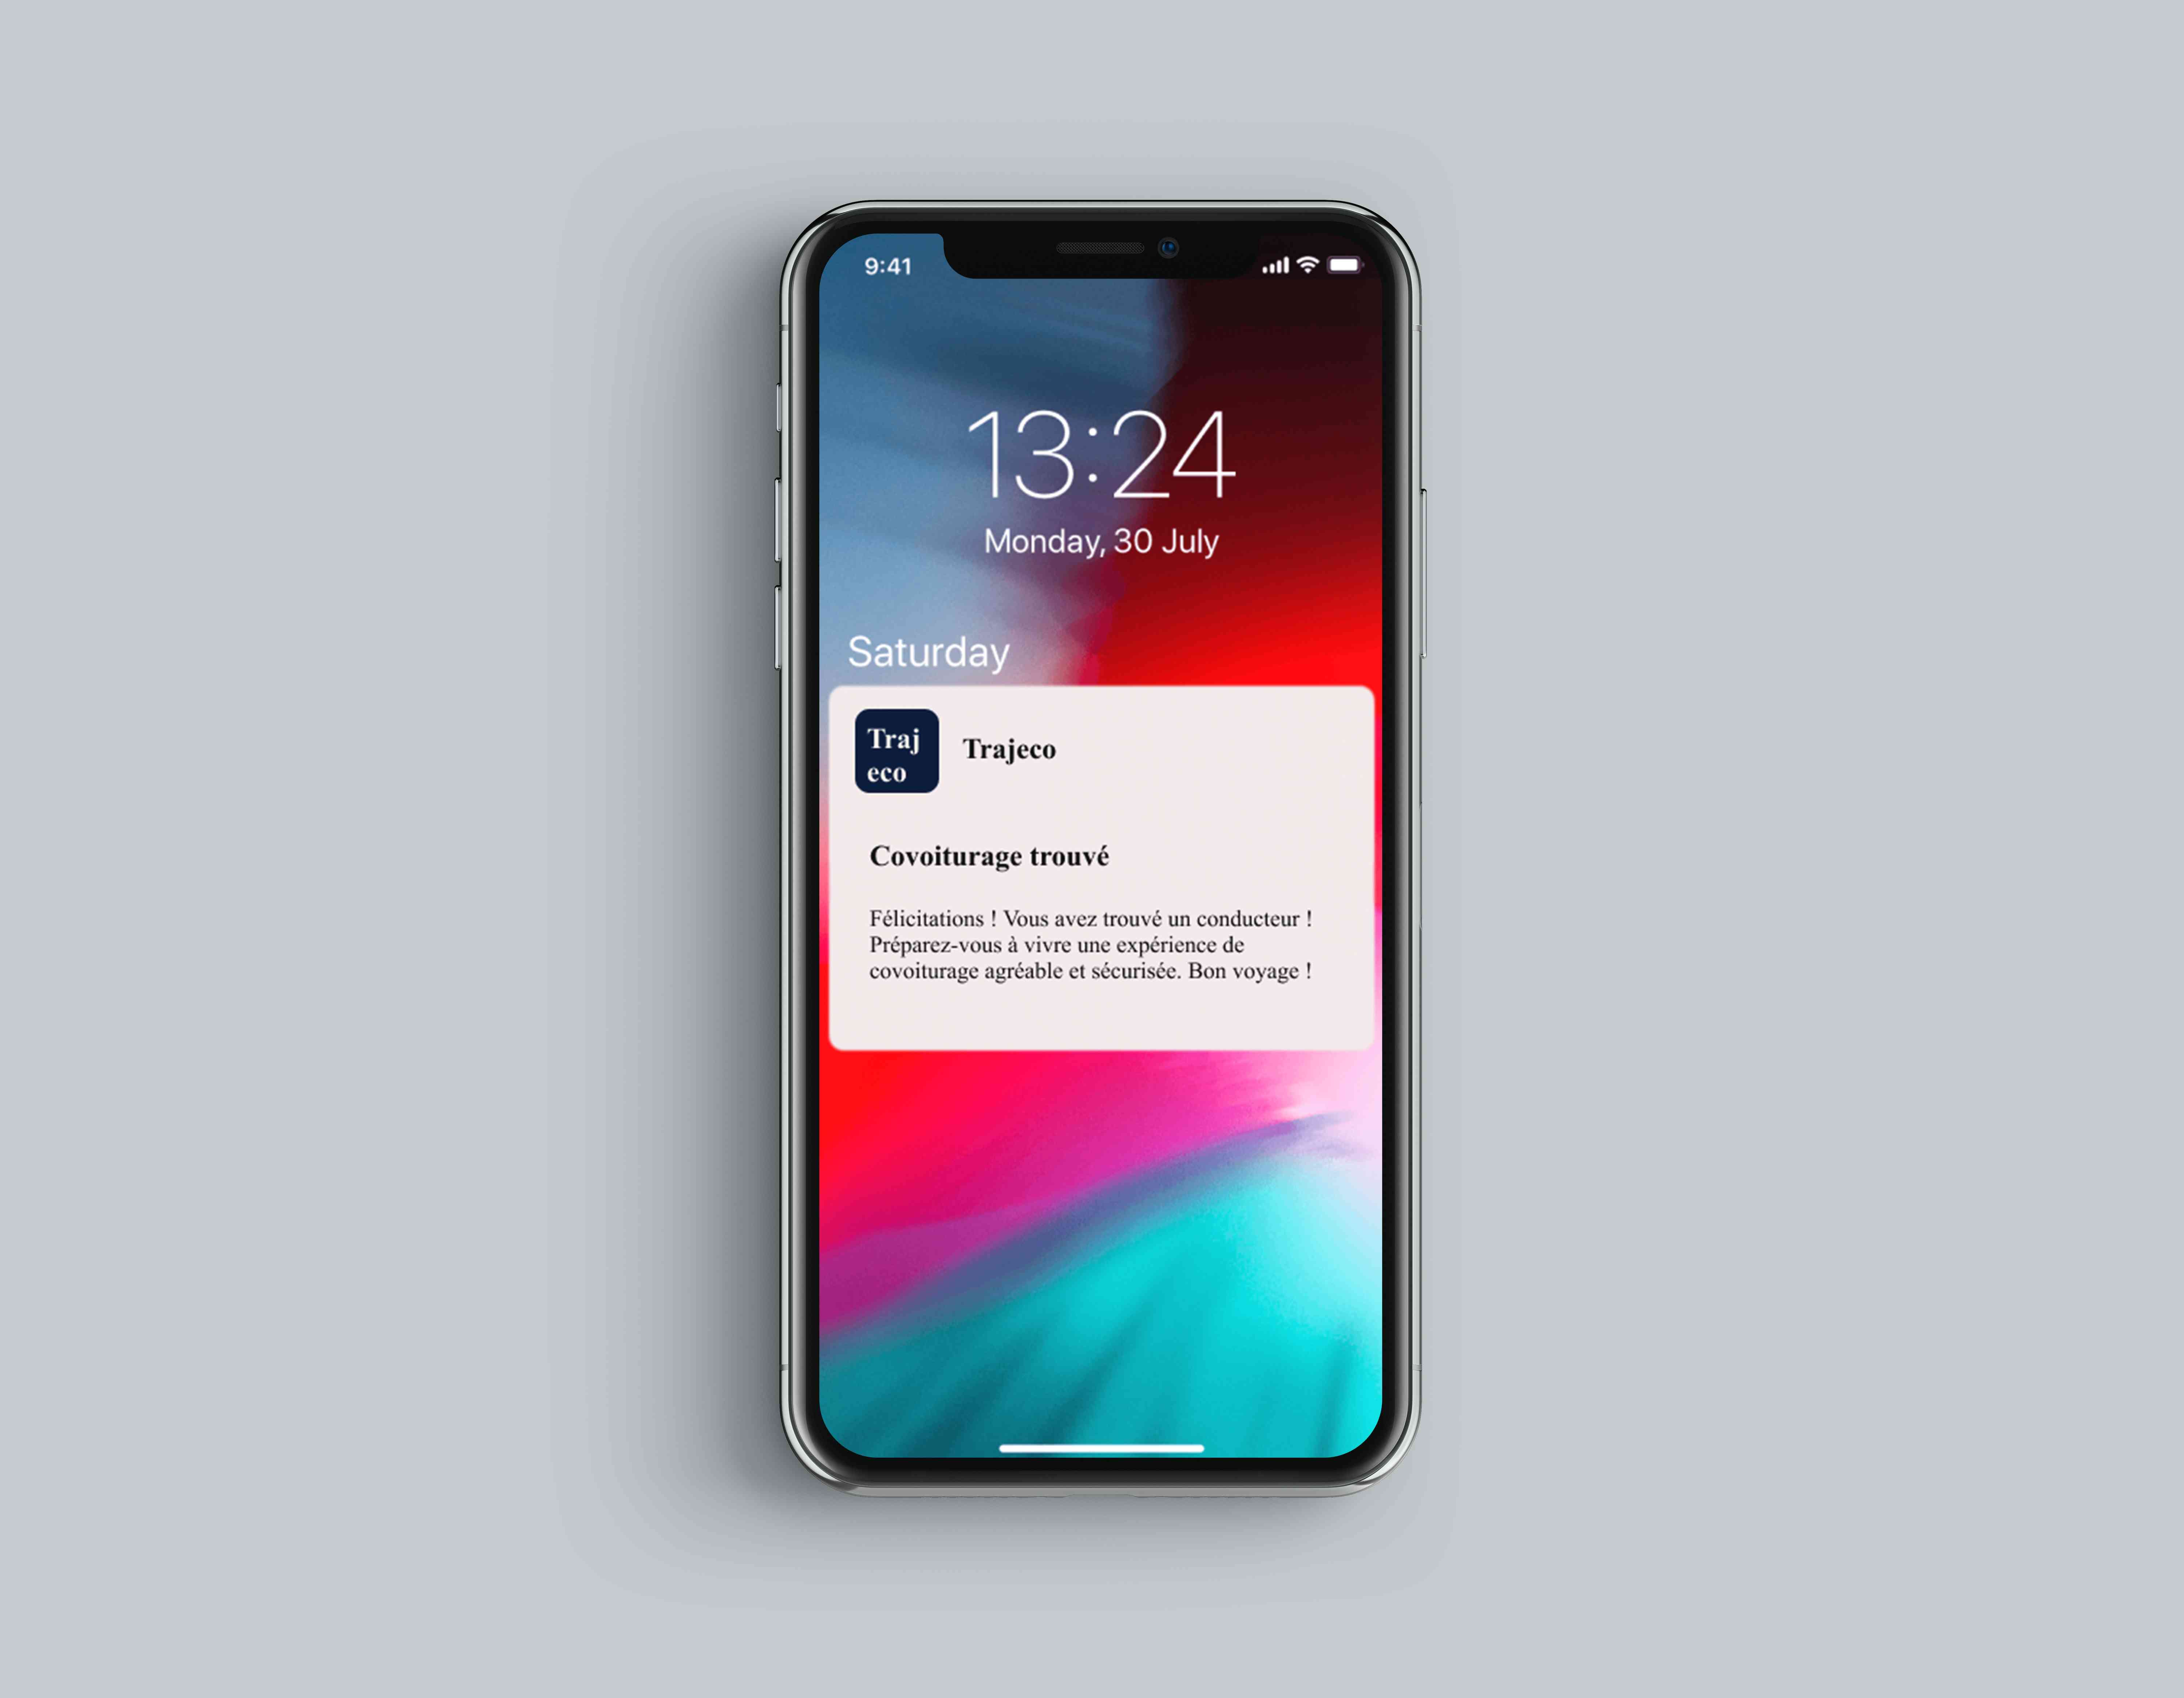 9:41
13:24
Monday, 30 July
Saturday
Traj
eco
Trajeco
Covoiturage trouvé
Félicitations ! Vous avez trouvé un conducteur !
Préparez-vous à vivre une expérience de
covoiturage agréable et sécurisée. Bon voyage !